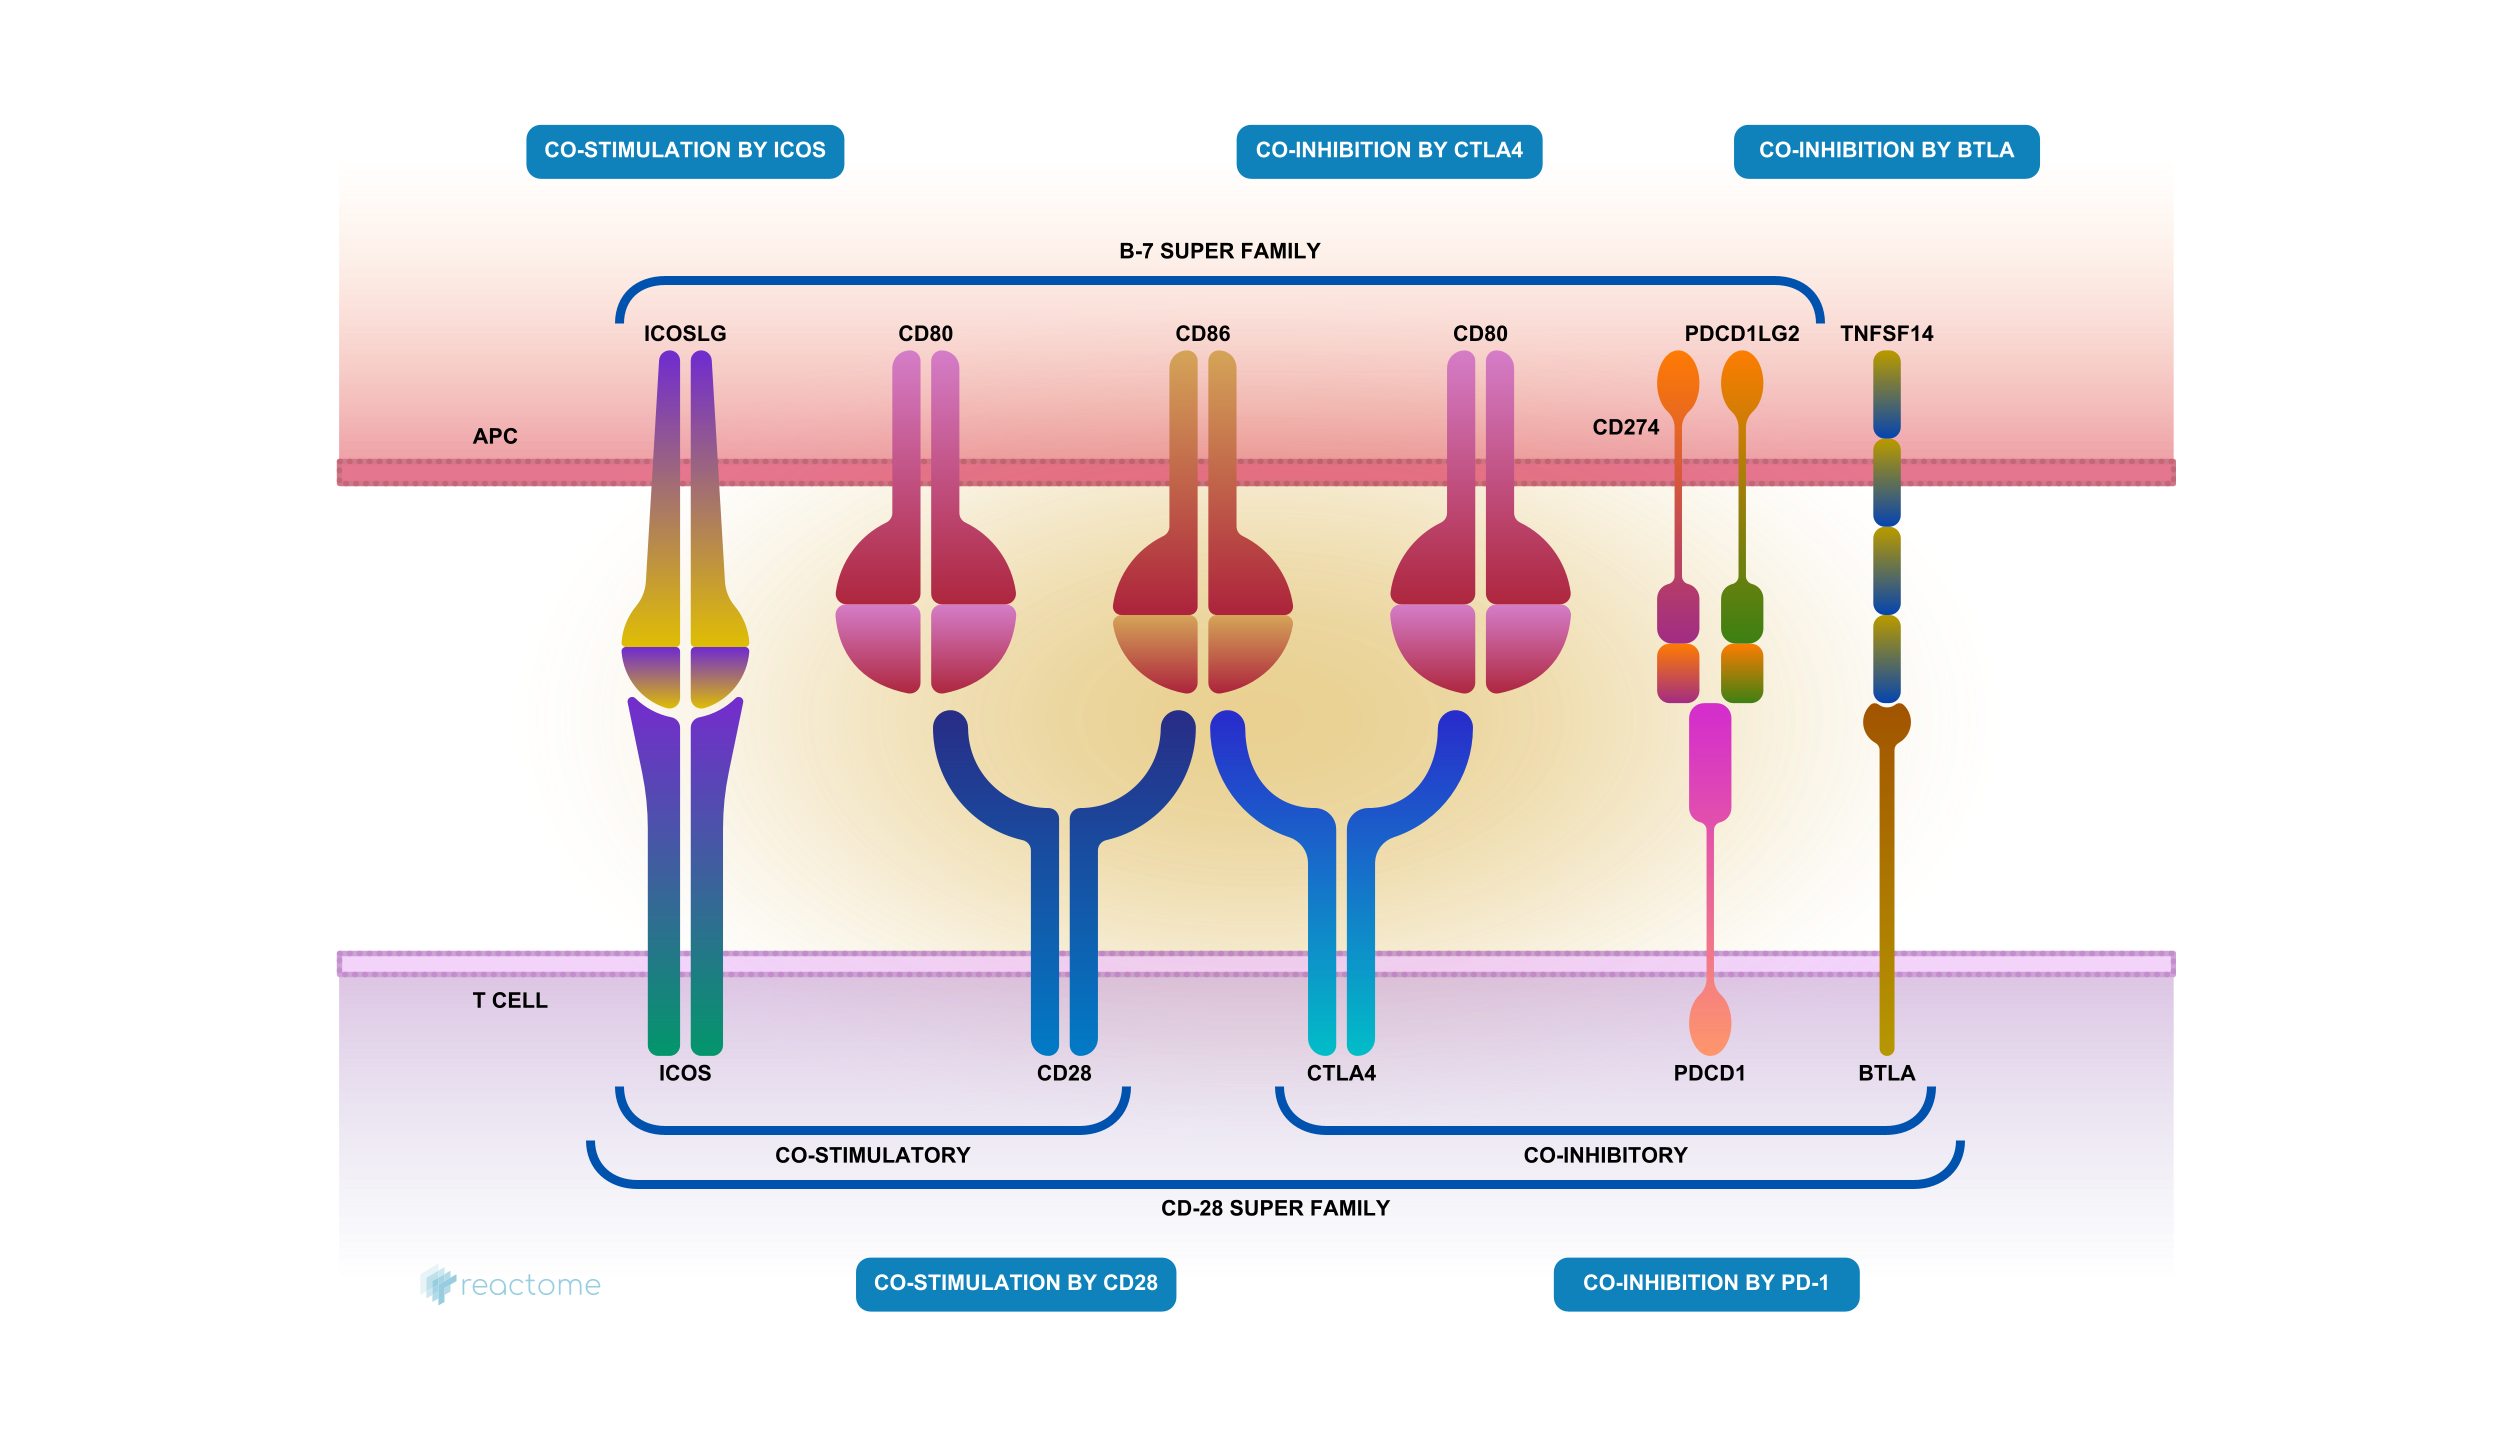 CO-STIMULATION BY ICOS
CO-INHIBITION BY CTLA4
CO-INHIBITION BY BTLA
B-7 SUPER FAMILY
ICOSLG
CD80
CD86
CD80
PDCD1LG2
TNFSF14
CD274
APC
T CELL
ICOS
CD28
CTLA4
PDCD1
BTLA
CO-STIMULATORY
CO-INHIBITORY
CD-28 SUPER FAMILY
reactome
CO-STIMULATION BY CD28
CO-INHIBITION BY PD-1